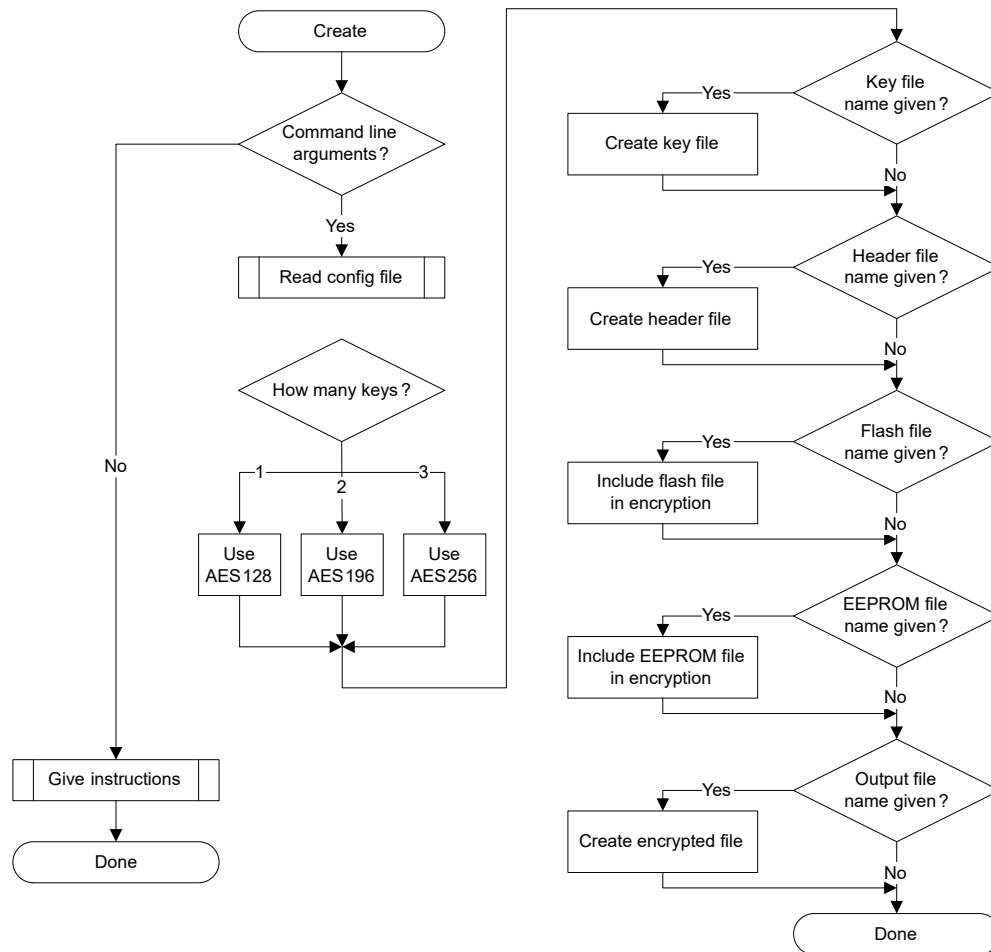 Create
Command line
arguments?
Yes
Read config file
How many keys?
1
2
3
Use
AES128
Use
AES196
Use
AES256
No
Give instructions
Done
Key file
name given?
Yes
Create key file
No
Header file
name given?
Yes
Create header file
No
Flash file
name given?
Yes
Include flash file
in encryption
No
EEPROM file
name given?
Yes
Include EEPROM file
in encryption
No
Output file
name given?
Yes
Create encrypted file
No
Done